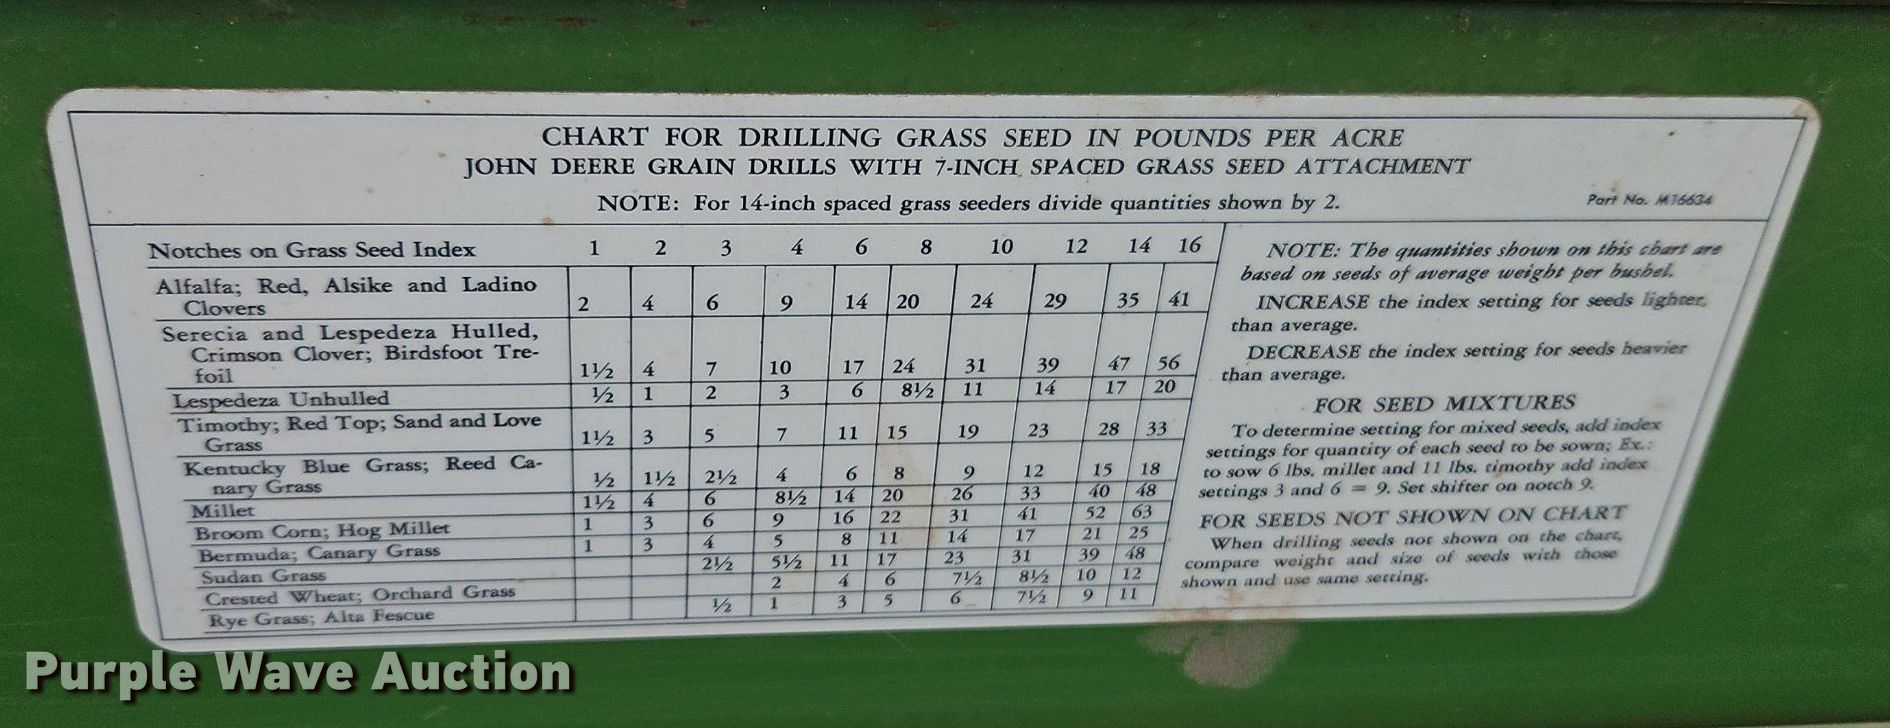 CHART FOR DRILLING GRASS SEED IN POUNDS PER ACRE
JOHN DEERE GRAIN DRILLS WITH 7-INCH SPACED GRASS SEED ATTACHMENT
NOTE: For 14-inch spaced grass seeders divide quantities shown by 2.
Part No. M16634
Notches on Grass Seed Index 1 2 3 4 6 8 10 12 14 16
Alfalfa; Red, Alsike and Ladino
Clovers 2 4 6 9 14 20 24 29 35 41
Serecia and Lespedeza Hulled,
Crimson Clover; Birdsfoot Tre-
foil 1½ 4 7 10 17 24 31 39 47 56
Lespedeza Unhulled ½ 1 2 3 6 8½ 11 14 17 20
Timothy; Red Top; Sand and Love
Grass 1½ 3 5 7 11 15 19 23 28 33
Kentucky Blue Grass; Reed Ca-
nary Grass ½ 1½ 2½ 4 6 8 9 12 15 18
Millet 1½ 4 6 8½ 14 20 26 33 40 48
Broom Corn; Hog Millet 1 3 6 9 16 22 31 41 52 63
Bermuda; Canary Grass 1 3 4 5 8 11 14 17 21 25
Sudan Grass 2½ 5½ 11 17 23 31 39 48
Crested Wheat; Orchard Grass 2 4 6 7½ 8½ 10 12
Rye Grass; Alta Fescue ½ 1 3 5 6 7½ 9 11
NOTE: The quantities shown on this chart are
based on seeds of average weight per bushel.
INCREASE the index setting for seeds lighter
than average.
DECREASE the index setting for seeds heavier
than average.
FOR SEED MIXTURES
To determine setting for mixed seeds, add index
settings for quantity of each seed to be sown; Ex.:
to sow 6 lbs. millet and 11 lbs. timothy add index
settings 3 and 6 = 9. Set shifter on notch 9.
FOR SEEDS NOT SHOWN ON CHART
When drilling seeds not shown on the chart,
compare weight and size of seeds with those
shown and use same setting.
Purple Wave Auction